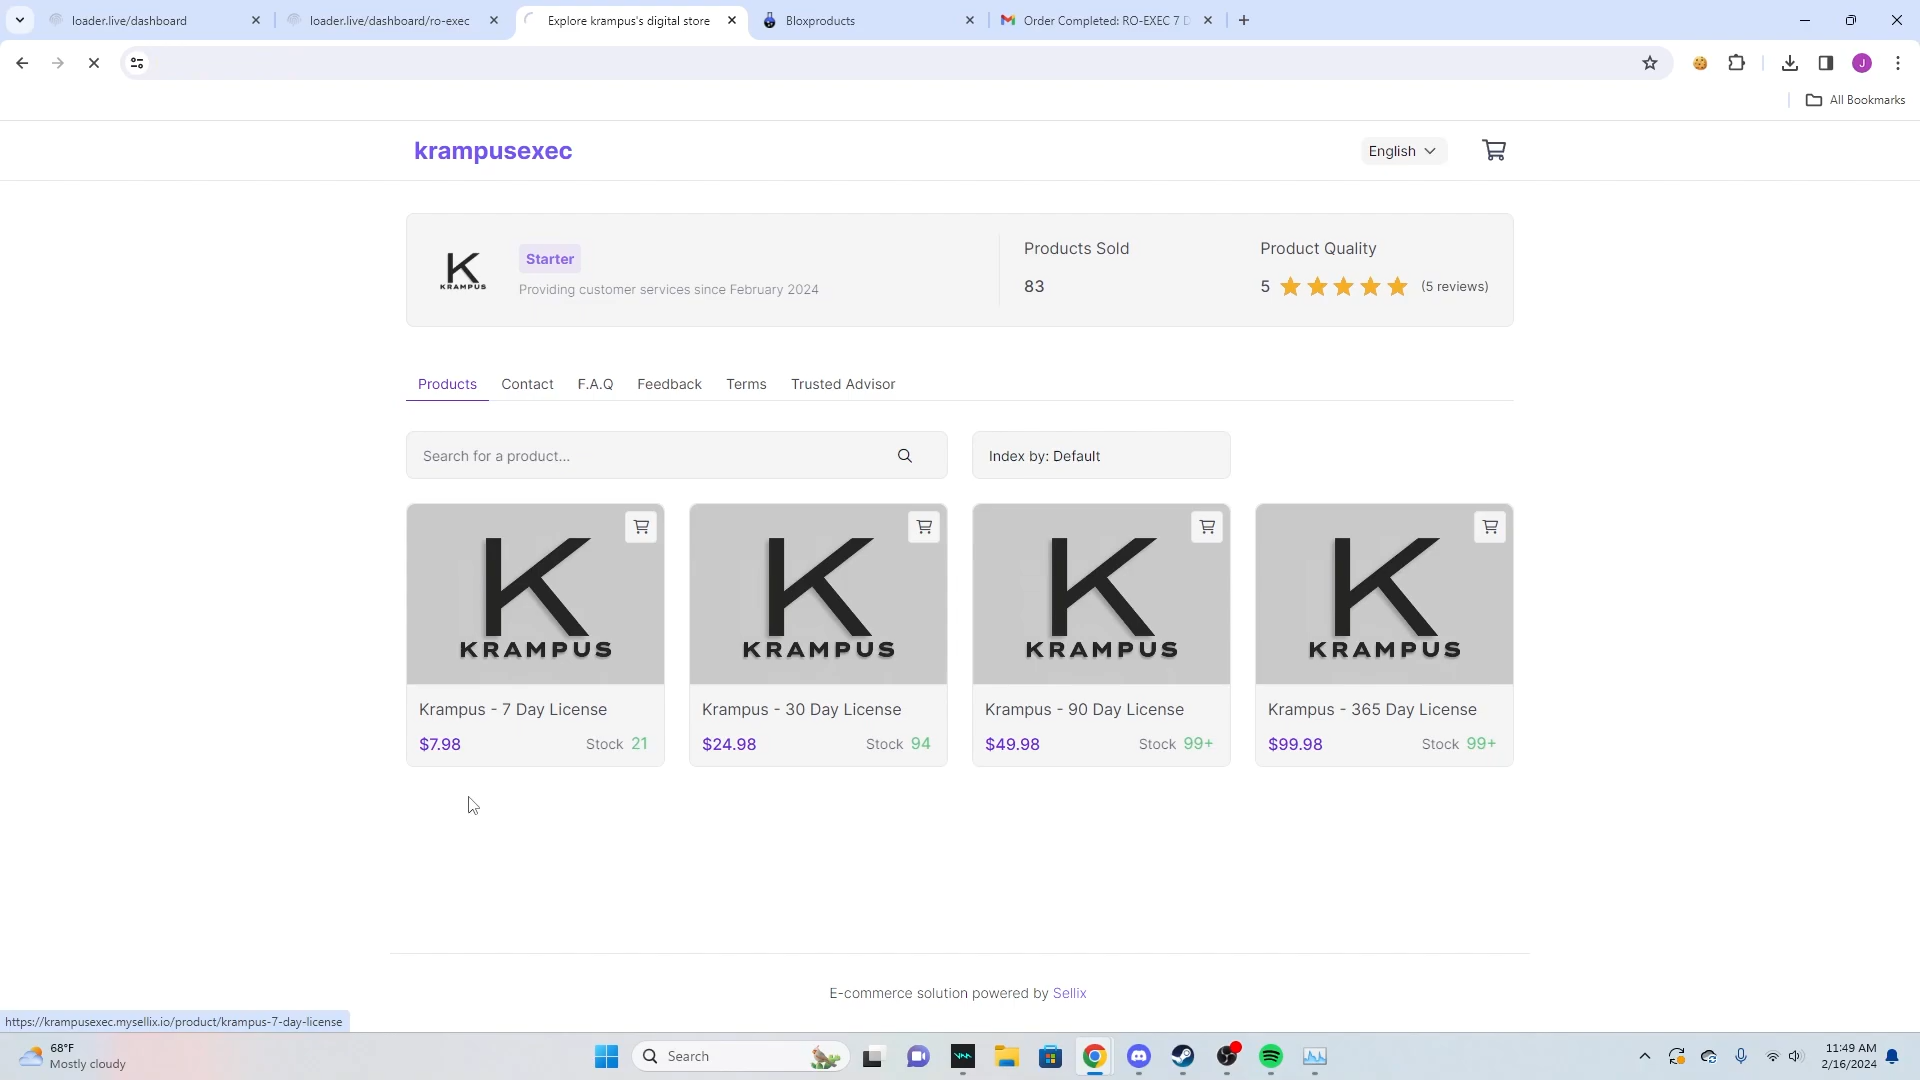 loader.live/dashboard
loader.live/dashboard/ro-exec
Explore krampus's digital store
Bloxproducts
Order Completed: RO-EXEC 7 D
J
All Bookmarks
krampusexec
English
K
KRAMPUS
Starter
Providing customer services since February 2024
Products Sold
83
Product Quality
5 (5 reviews)
Products Contact F.A.Q Feedback Terms Trusted Advisor
Search for a product...
Index by: Default
K K K K
KRAMPUS KRAMPUS KRAMPUS KRAMPUS
Krampus - 7 Day License
$7.98 Stock 21
Krampus - 30 Day License
$24.98 Stock 94
Krampus - 90 Day License
$49.98 Stock 99+
Krampus - 365 Day License
$99.98 Stock 99+
E-commerce solution powered by Sellix
https://krampusexec.mysellix.io/product/krampus-7-day-license
68°F
Mostly cloudy
Search
11:49 AM
2/16/2024